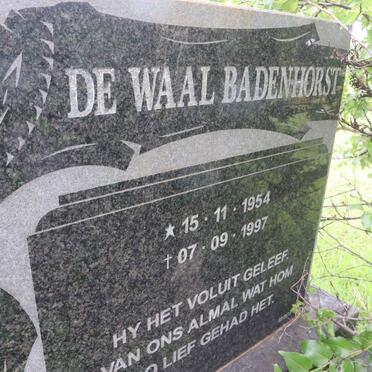 DE WAAL BADENHORST
★ 15 · 11 · 1954
† 07 · 09 · 1997
HY HET VOLUIT GELEEF.
VAN ONS ALMAL WAT HOM
LIEF GEHAD HET.